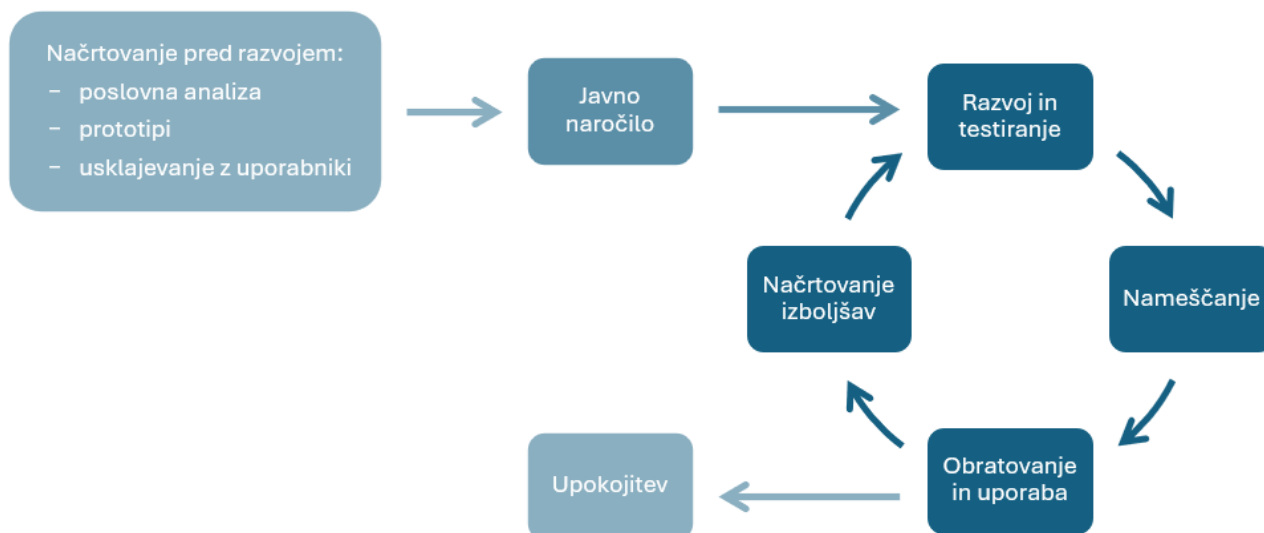 Načrtovanje pred razvojem:
– poslovna analiza
– prototipi
– usklajevanje z uporabniki
Javno
naročilo
Razvoj in
testiranje
Nameščanje
Obratovanje
in uporaba
Načrtovanje
izboljšav
Upokojitev